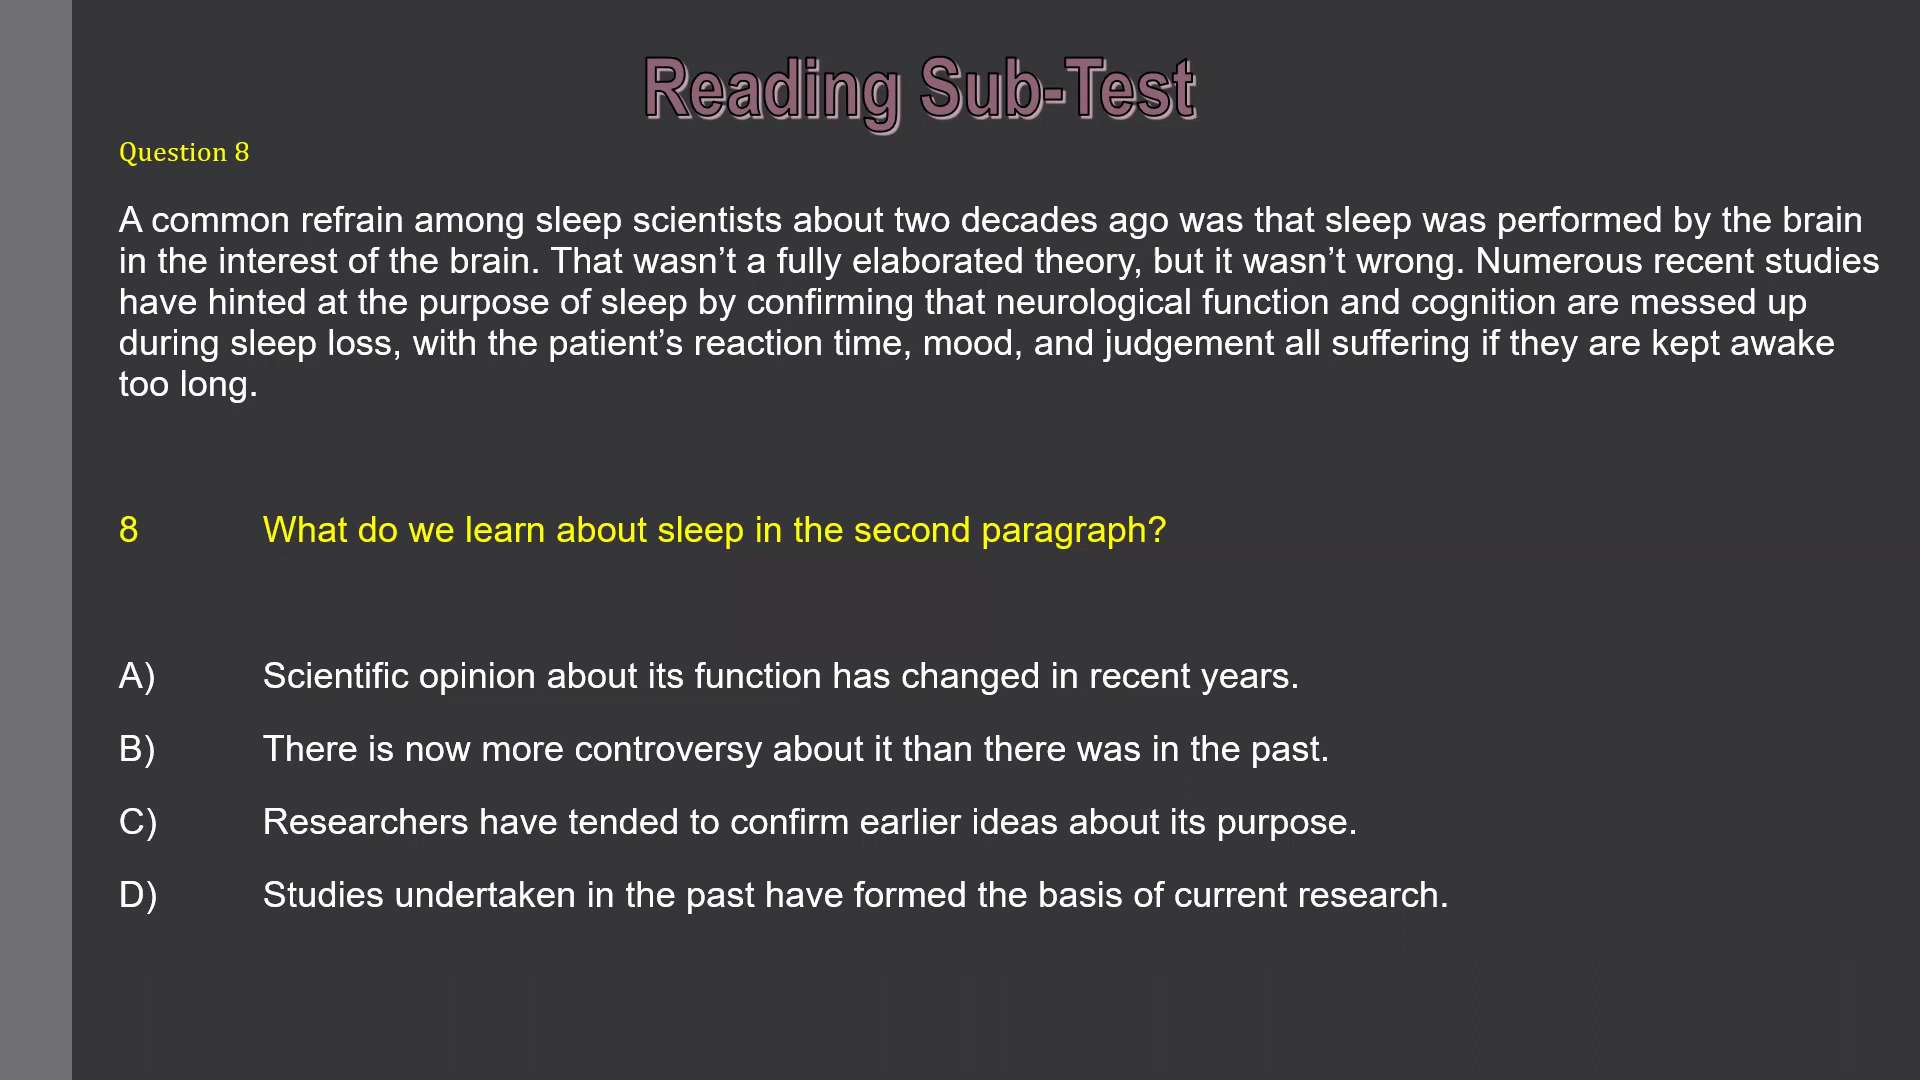 Reading Sub-Test
Question 8
A common refrain among sleep scientists about two decades ago was that sleep was performed by the brain
in the interest of the brain. That wasn’t a fully elaborated theory, but it wasn’t wrong. Numerous recent studies
have hinted at the purpose of sleep by confirming that neurological function and cognition are messed up
during sleep loss, with the patient’s reaction time, mood, and judgement all suffering if they are kept awake
too long.
8 What do we learn about sleep in the second paragraph?
A) Scientific opinion about its function has changed in recent years.
B) There is now more controversy about it than there was in the past.
C) Researchers have tended to confirm earlier ideas about its purpose.
D) Studies undertaken in the past have formed the basis of current research.